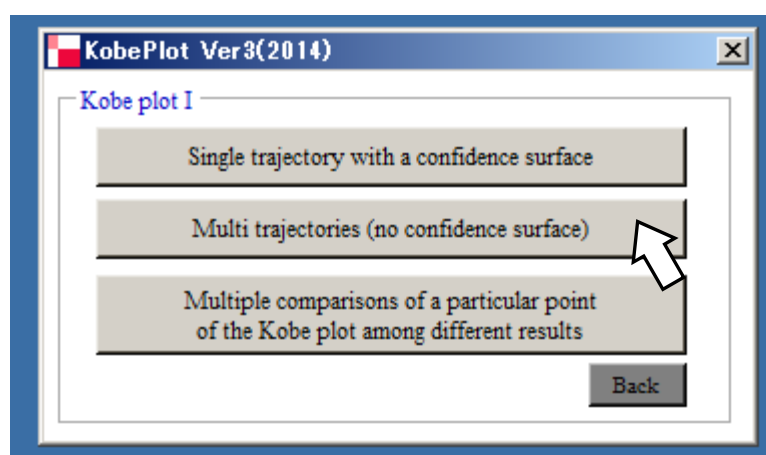 KobePlot Ver3(2014)
Kobe plot I
Single trajectory with a confidence surface
Multi trajectories (no confidence surface)
Multiple comparisons of a particular point
of the Kobe plot among different results
Back